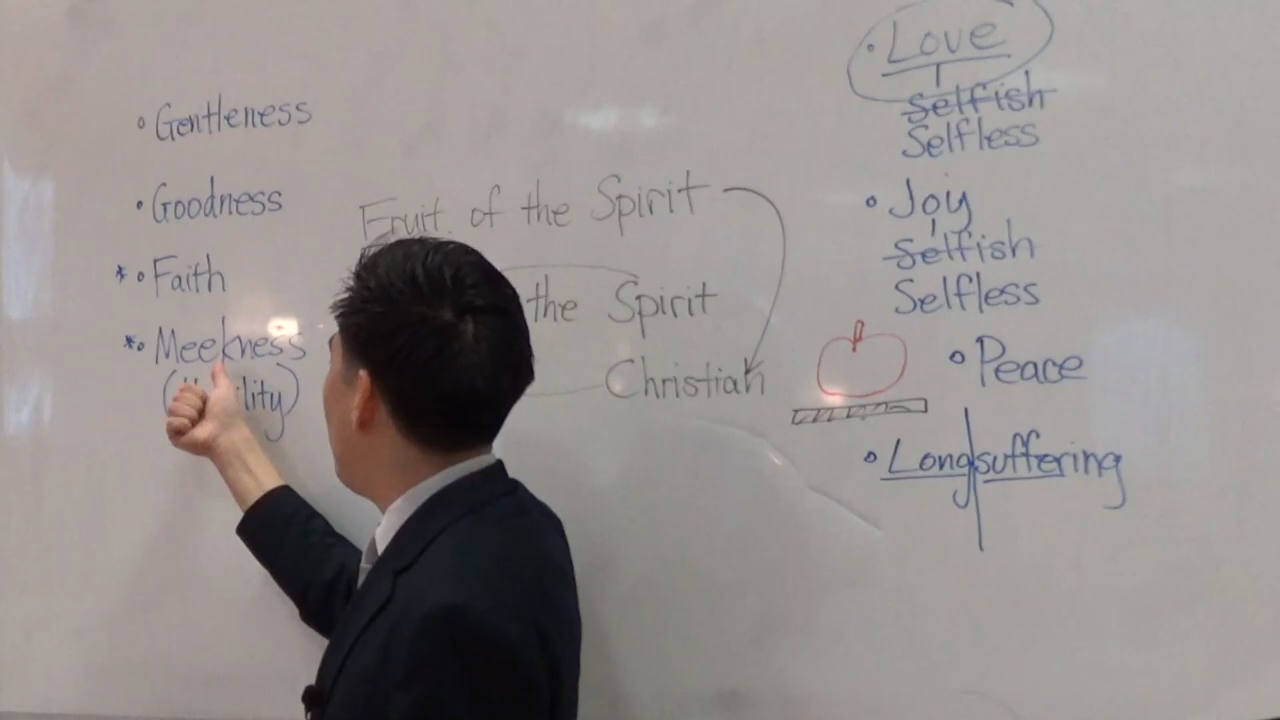 Gentleness
Goodness
* Faith
* Meekness
Fruit of the Spirit
the Spirit
Christian
Love
Selfish
Selfless
Joy
Selfish
Selfless
Peace
Longsuffering